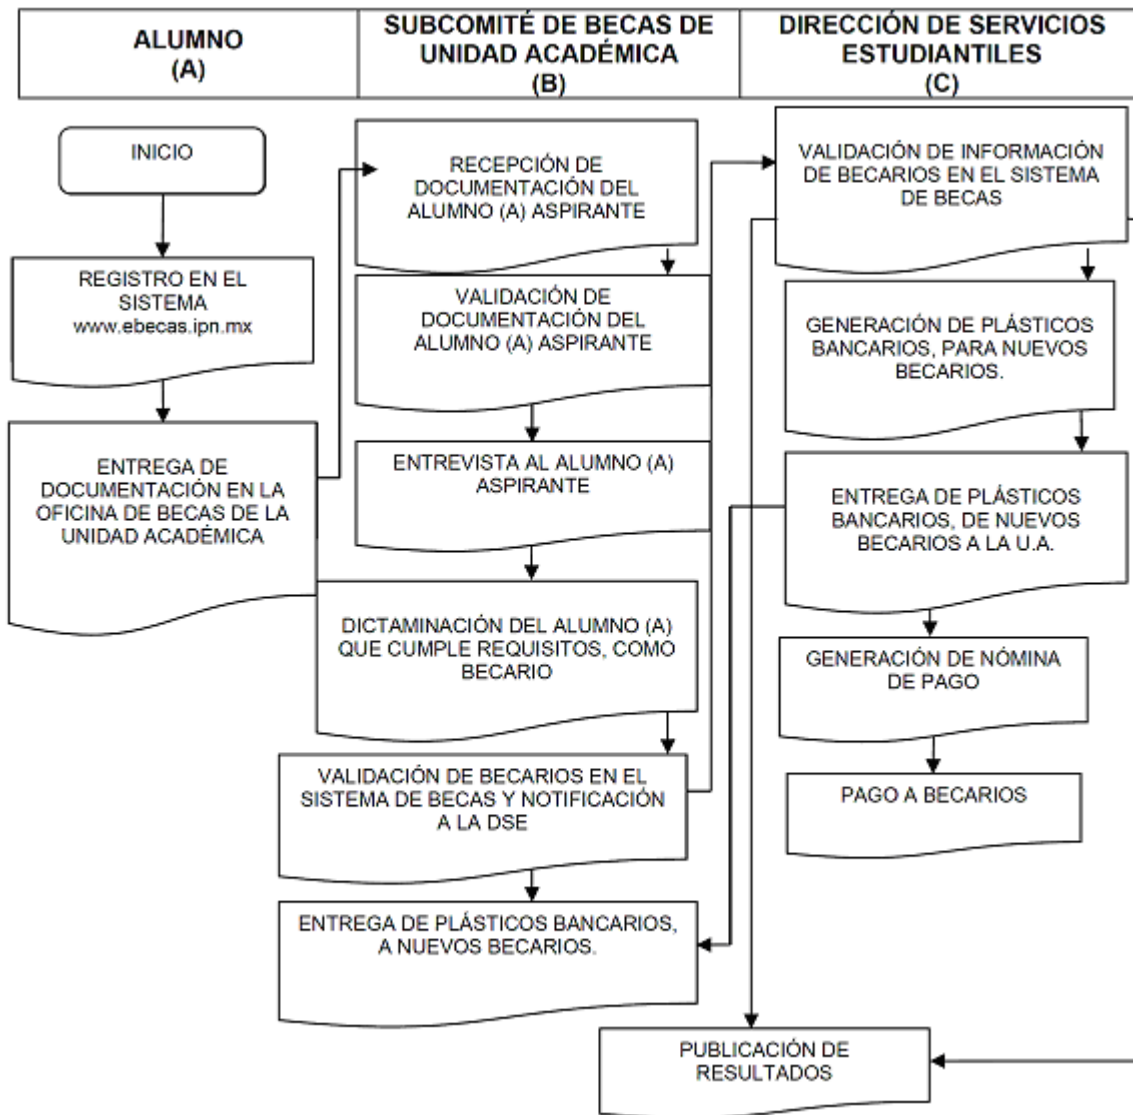 ALUMNO
(A)
SUBCOMITÉ DE BECAS DE
UNIDAD ACADÉMICA
(B)
DIRECCIÓN DE SERVICIOS
ESTUDIANTILES
(C)
INICIO
REGISTRO EN EL
SISTEMA
www.ebecas.ipn.mx
ENTREGA DE
DOCUMENTACIÓN EN LA
OFICINA DE BECAS DE LA
UNIDAD ACADÉMICA
RECEPCIÓN DE
DOCUMENTACIÓN DEL
ALUMNO (A) ASPIRANTE
VALIDACIÓN DE
DOCUMENTACIÓN DEL
ALUMNO (A) ASPIRANTE
ENTREVISTA AL ALUMNO (A)
ASPIRANTE
DICTAMINACIÓN DEL ALUMNO (A)
QUE CUMPLE REQUISITOS, COMO
BECARIO
VALIDACIÓN DE BECARIOS EN EL
SISTEMA DE BECAS Y NOTIFICACIÓN
A LA DSE
ENTREGA DE PLÁSTICOS BANCARIOS,
A NUEVOS BECARIOS.
VALIDACIÓN DE INFORMACIÓN
DE BECARIOS EN EL SISTEMA
DE BECAS
GENERACIÓN DE PLÁSTICOS
BANCARIOS, PARA NUEVOS
BECARIOS.
ENTREGA DE PLÁSTICOS
BANCARIOS, DE NUEVOS
BECARIOS A LA U.A.
GENERACIÓN DE NÓMINA
DE PAGO
PAGO A BECARIOS
PUBLICACIÓN DE
RESULTADOS